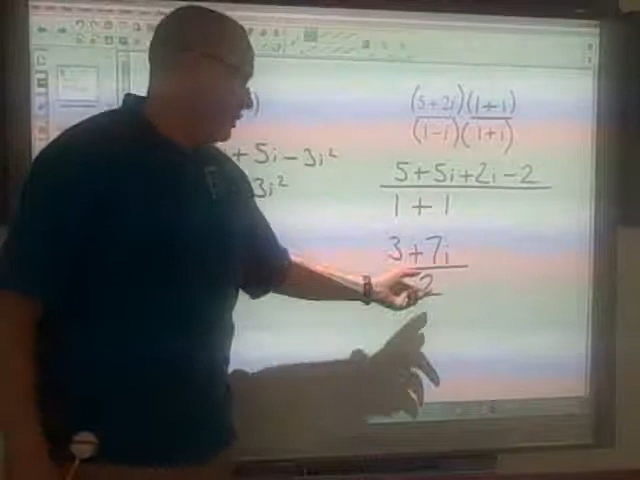 )
+ 5i - 3i²
3i²
(5+2i)(1+i)
(1-i)(1+i)
5+5i+2i-2
1+1
3+7i
2